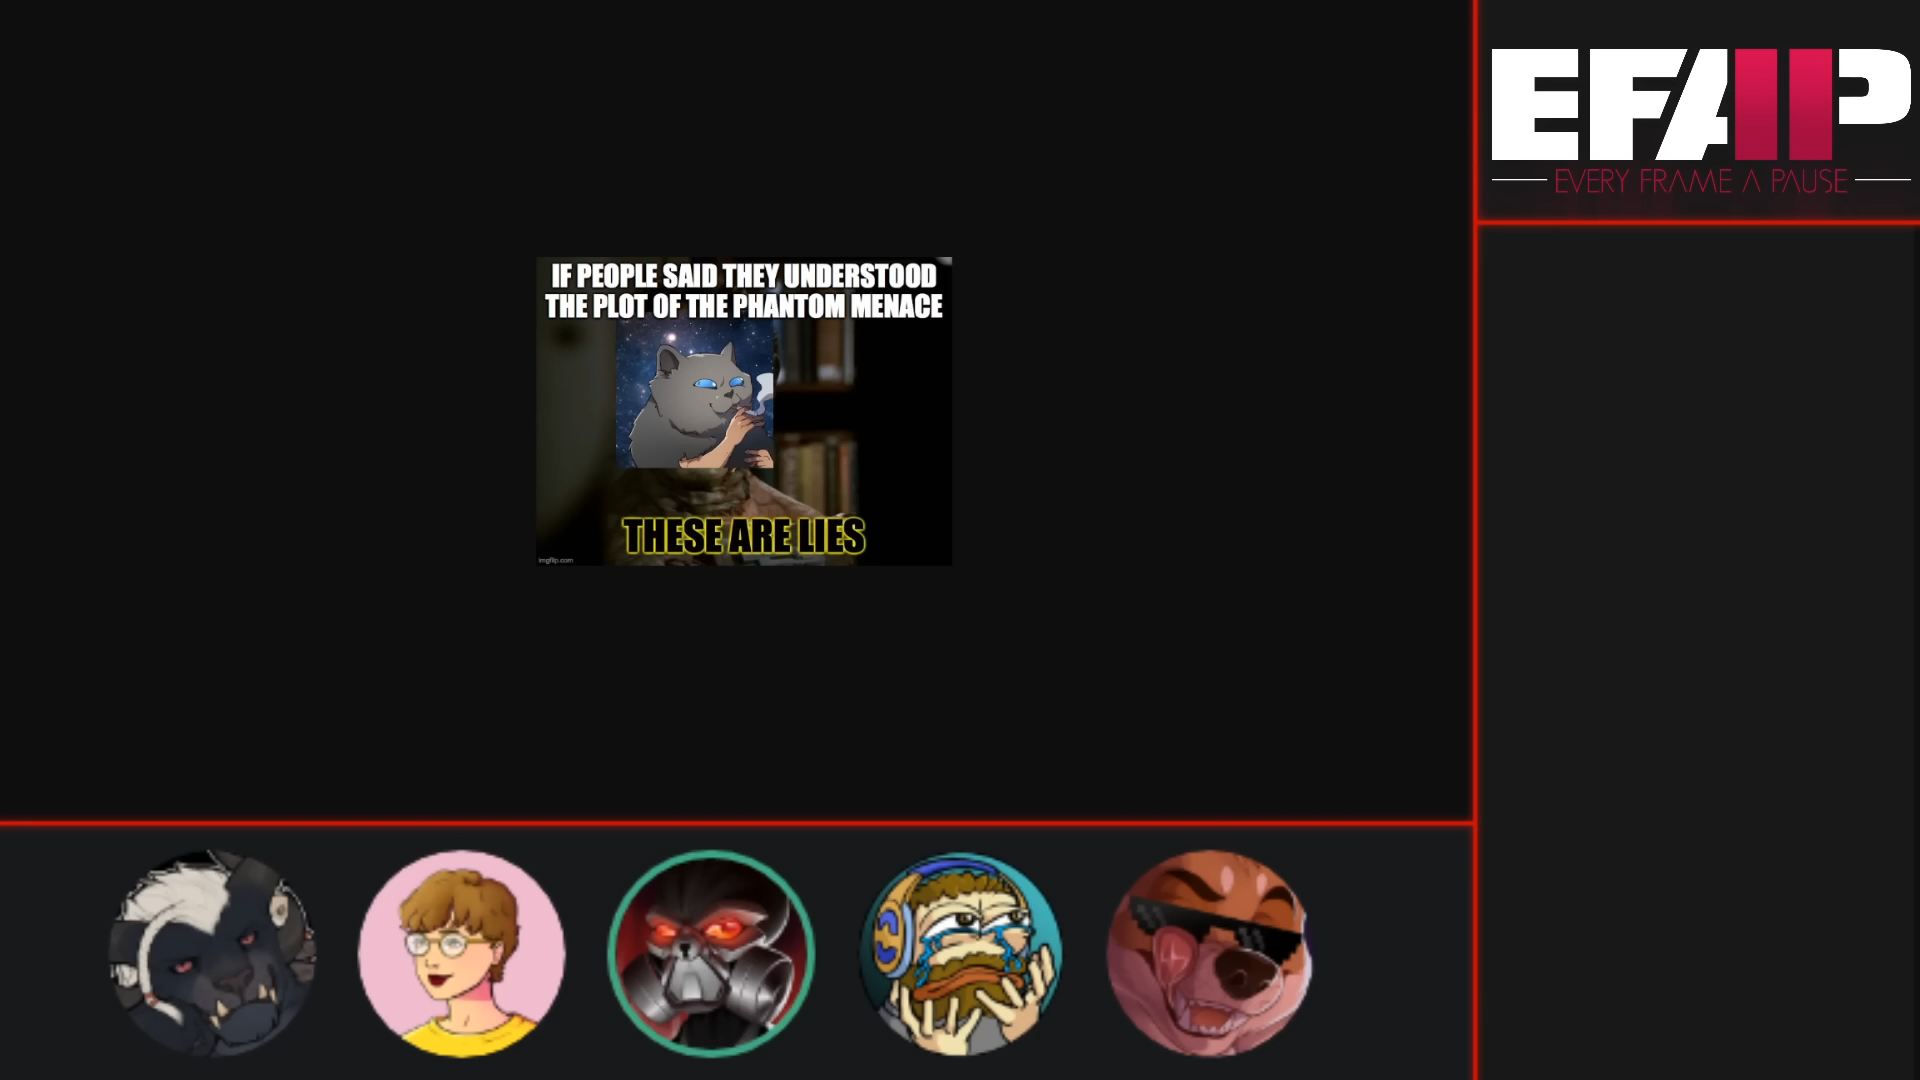 IF PEOPLE SAID THEY UNDERSTOOD
THE PLOT OF THE PHANTOM MENACE
THESE ARE LIES
imgflip.com
EFAP
EVERY FRAME A PAUSE